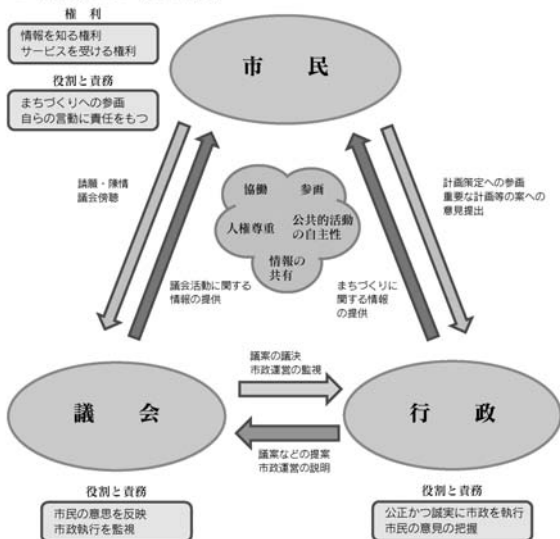 権利
情報を知る権利
サービスを受ける権利
役割と責務
まちづくりへの参画
自らの言動に責任をもつ
市民
請願・陳情
議会傍聴
協働
参画
人権尊重
公共的活動
の自主性
情報の
共有
計画策定への参画
重要な計画等の案への
意見提出
議会活動に関する
情報の提供
まちづくりに
関する情報
の提供
議会
議案の議決
市政運営の監視
議案などの提案
市政運営の説明
行政
役割と責務
市民の意思を反映
市政執行を監視
役割と責務
公正かつ誠実に市政を執行
市民の意見の把握